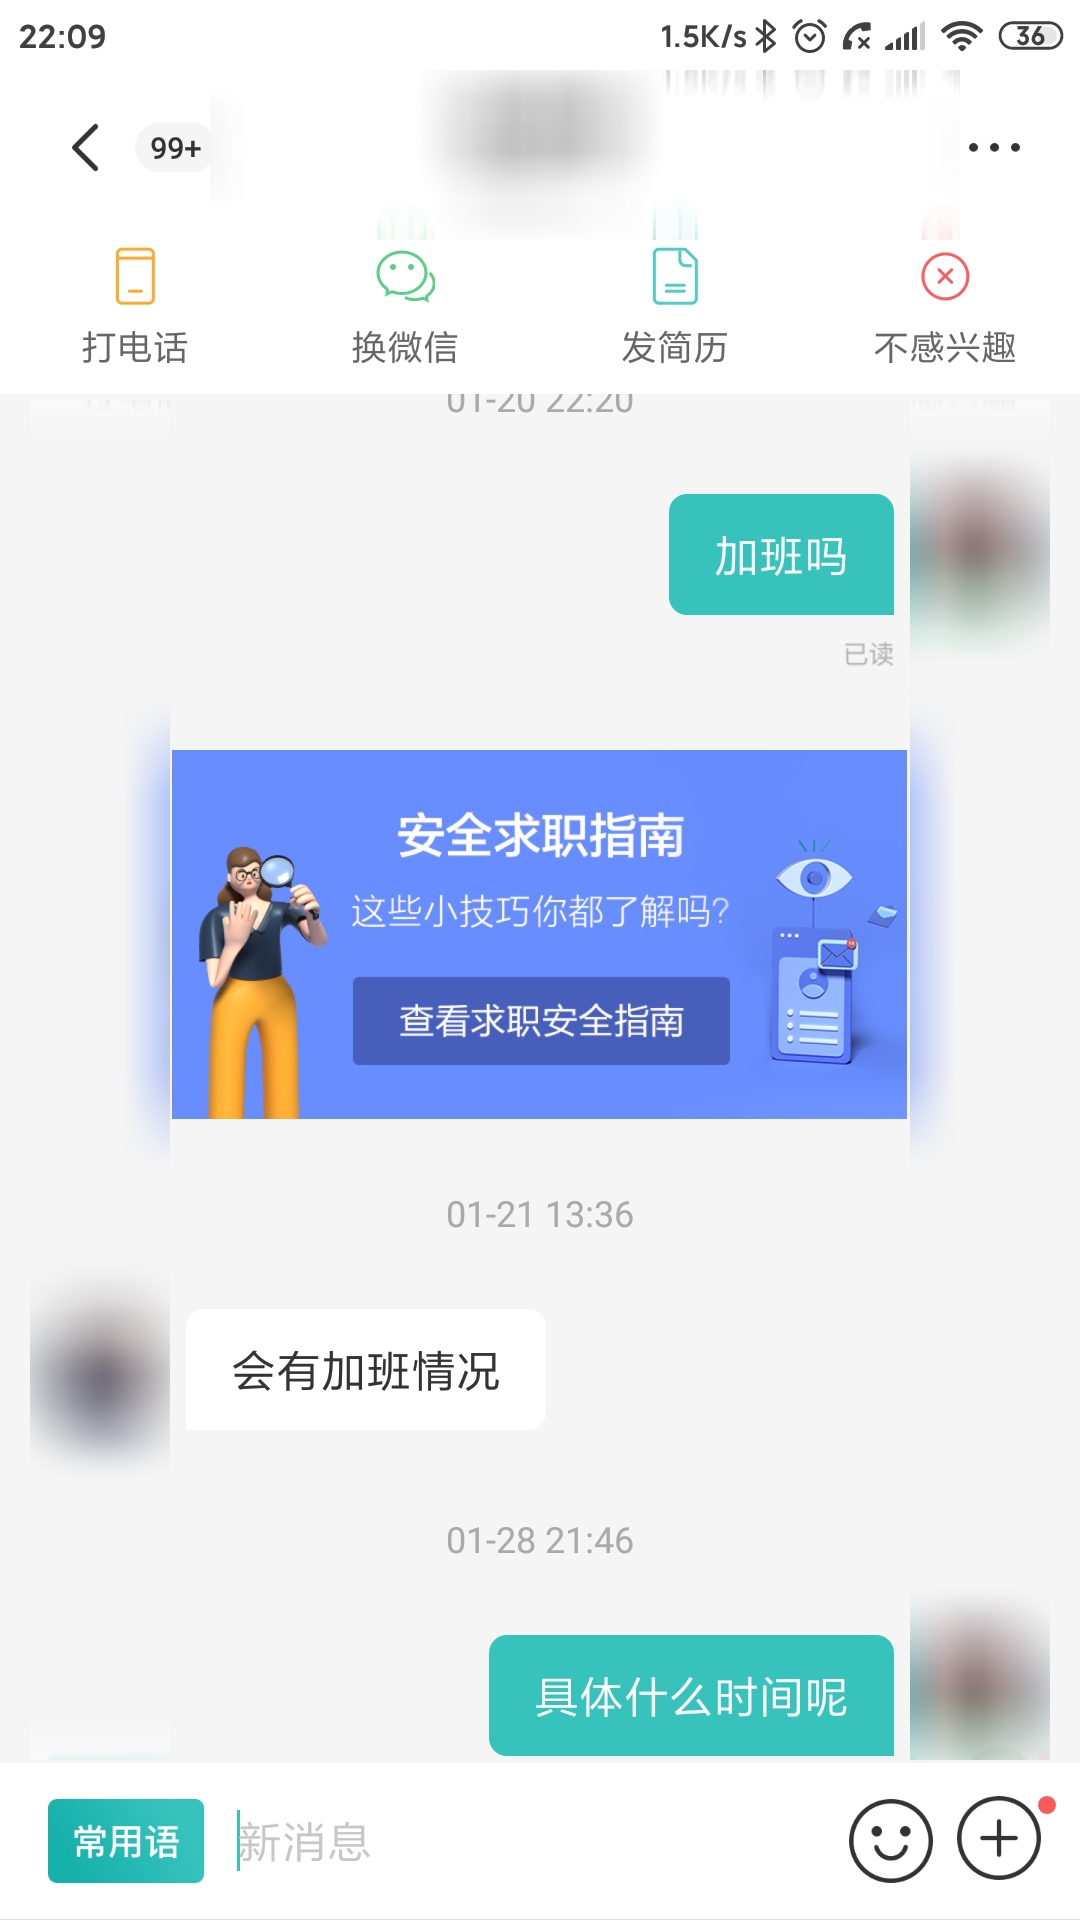 22:09 1.5K/s 36
99+
打电话 换微信 发简历 不感兴趣
01-20 22:20
加班吗
已读
安全求职指南
这些小技巧你都了解吗?
查看求职安全指南
01-21 13:36
会有加班情况
01-28 21:46
具体什么时间呢
常用语 新消息